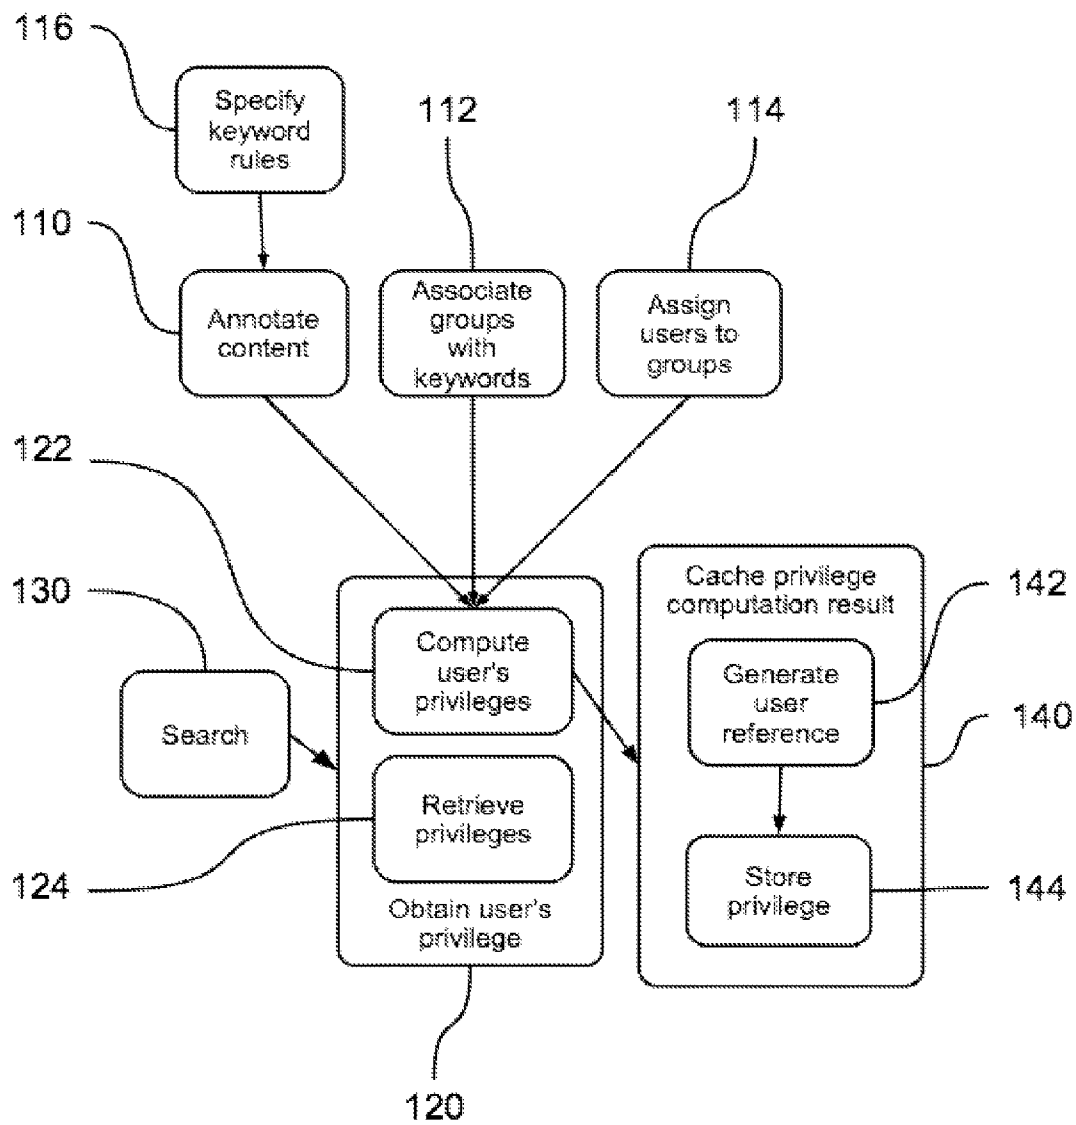 116
Specify
keyword
rules
112
114
110
Annotate
content
Associate
groups
with
keywords
Assign
users to
groups
122
130
Search
Compute
user's
privileges
Retrieve
privileges
Obtain user's
privilege
124
120
Cache privilege
computation result
142
Generate
user
reference
140
Store
privilege
144